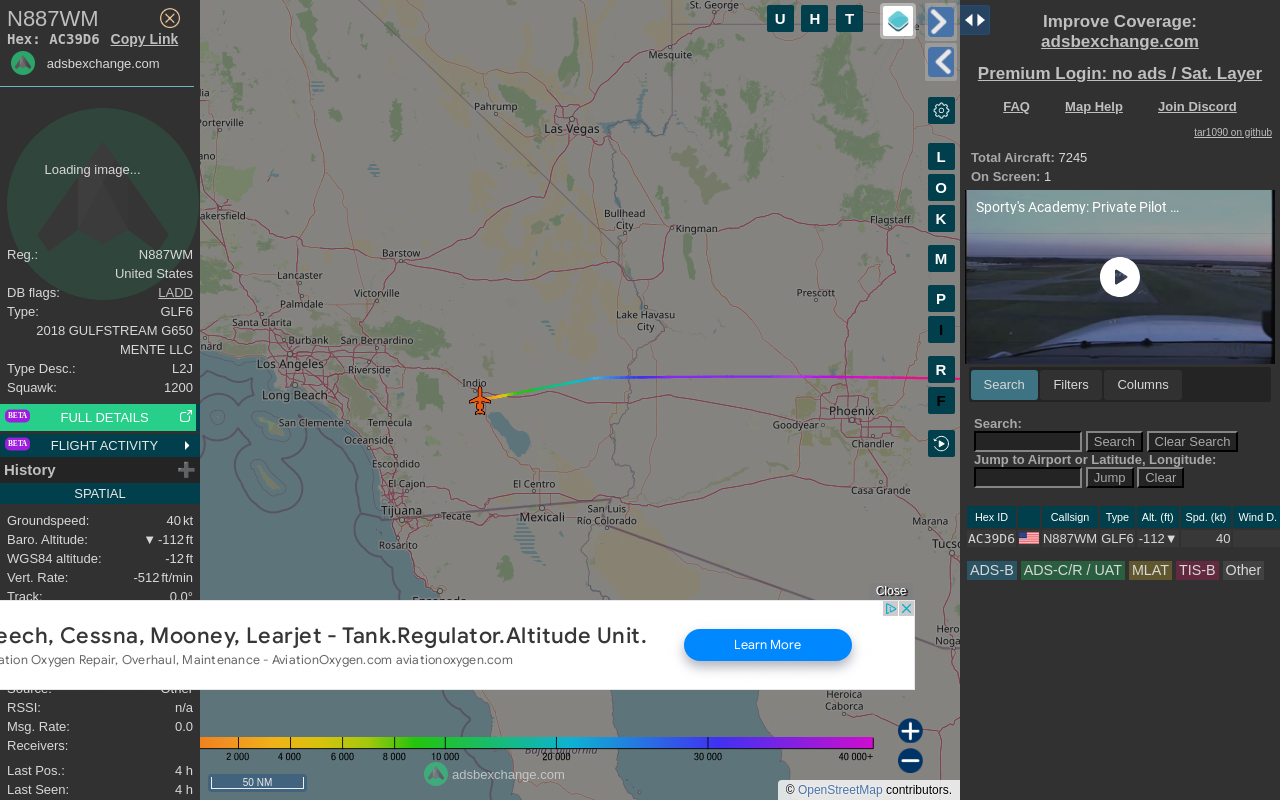 N887WM
Hex: AC39D6 Copy Link
adsbexchange.com
Loading image...
Reg.: N887WM
United States
DB flags: LADD
Type: GLF6
2018 GULFSTREAM G650
MENTE LLC
Type Desc.: L2J
Squawk: 1200
BETA FULL DETAILS
BETA FLIGHT ACTIVITY
History
SPATIAL
Groundspeed: 40 kt
Baro. Altitude: ▼ -112 ft
WGS84 altitude: -12 ft
Vert. Rate: -512 ft/min
Track: 0.0°
Source: Other
RSSI: n/a
Msg. Rate: 0.0
Receivers:
Last Pos.: 4 h
Last Seen: 4 h
U H T
L
O
K
M
P
I
R
F
St. George
Mesquite
Pahrump
Las Vegas
Porterville
Bakersfield
Bullhead
City
Kingman
Flagstaff
Barstow
Lancaster
Palmdale
Victorville
Prescott
Santa Clarita
Lake Havasu
City
Burbank
San Bernardino
Los Angeles
Riverside
Indio
Long Beach
San Clemente
Temecula
Phoenix
Goodyear
Oceanside
Chandler
Escondido
El Cajon
El Centro
Casa Grande
Tijuana
Tecate
Mexicali
San Luis
Río Colorado
Marana
Rosarito
Ensenada
Close
eech, Cessna, Mooney, Learjet - Tank.Regulator.Altitude Unit.
ation Oxygen Repair, Overhaul, Maintenance - AviationOxygen.com aviationoxygen.com
Learn More
Heroica
Caborca
Baja California
2 000 4 000 6 000 8 000 10 000 20 000 30 000 40 000+
adsbexchange.com
50 NM
© OpenStreetMap contributors.
Improve Coverage:
adsbexchange.com
Premium Login: no ads / Sat. Layer
FAQ Map Help Join Discord
tar1090 on github
Total Aircraft: 7245
On Screen: 1
Sporty's Academy: Private Pilot ...
Search Filters Columns
Search:
Search Clear Search
Jump to Airport or Latitude, Longitude:
Jump Clear
Hex ID Callsign Type Alt. (ft) Spd. (kt) Wind D.
AC39D6 N887WM GLF6 -112▼ 40
ADS-B ADS-C/R / UAT MLAT TIS-B Other